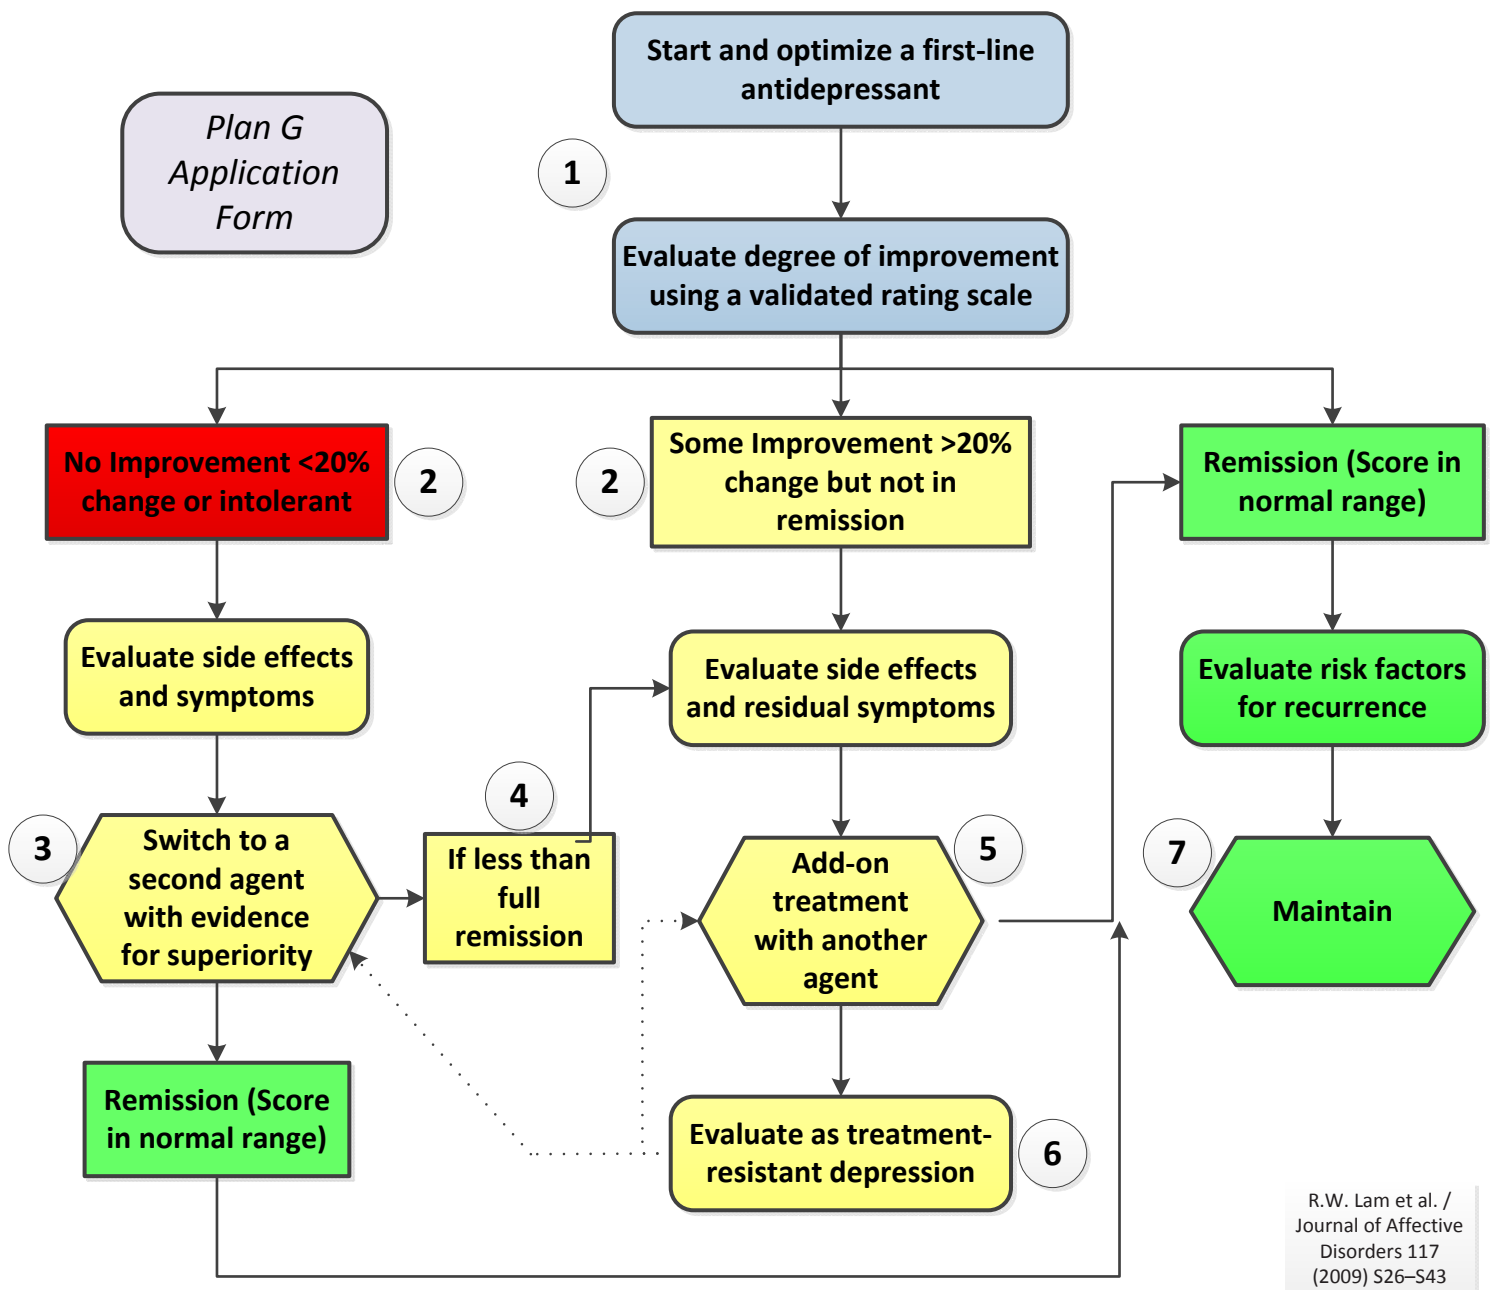 Start and optimize a first-line
antidepressant
Plan G
Application
Form
1
Evaluate degree of improvement
using a validated rating scale
No Improvement <20%
change or intolerant
2
2
Some Improvement >20%
change but not in
remission
Remission (Score in
normal range)
Evaluate side effects
and symptoms
Evaluate side effects
and residual symptoms
Evaluate risk factors
for recurrence
3
Switch to a
second agent
with evidence
for superiority
4
If less than
full
remission
Add-on
treatment
with another
agent
5
7
Maintain
Remission (Score
in normal range)
Evaluate as treatment-
resistant depression
6
R.W. Lam et al. /
Journal of Affective
Disorders 117
(2009) S26–S43